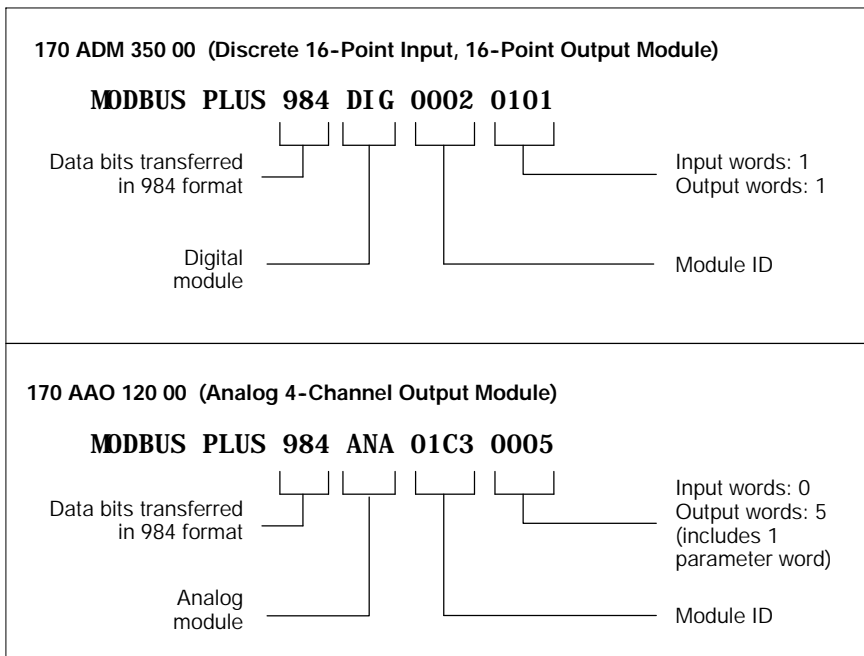 170 ADM 350 00 (Discrete 16-Point Input, 16-Point Output Module)
MODBUS PLUS 984 DIG 0002 0101
Data bits transferred
in 984 format
Input words: 1
Output words: 1
Digital
module
Module ID
170 AAO 120 00 (Analog 4-Channel Output Module)
MODBUS PLUS 984 ANA 01C3 0005
Data bits transferred
in 984 format
Input words: 0
Output words: 5
(includes 1
parameter word)
Analog
module
Module ID